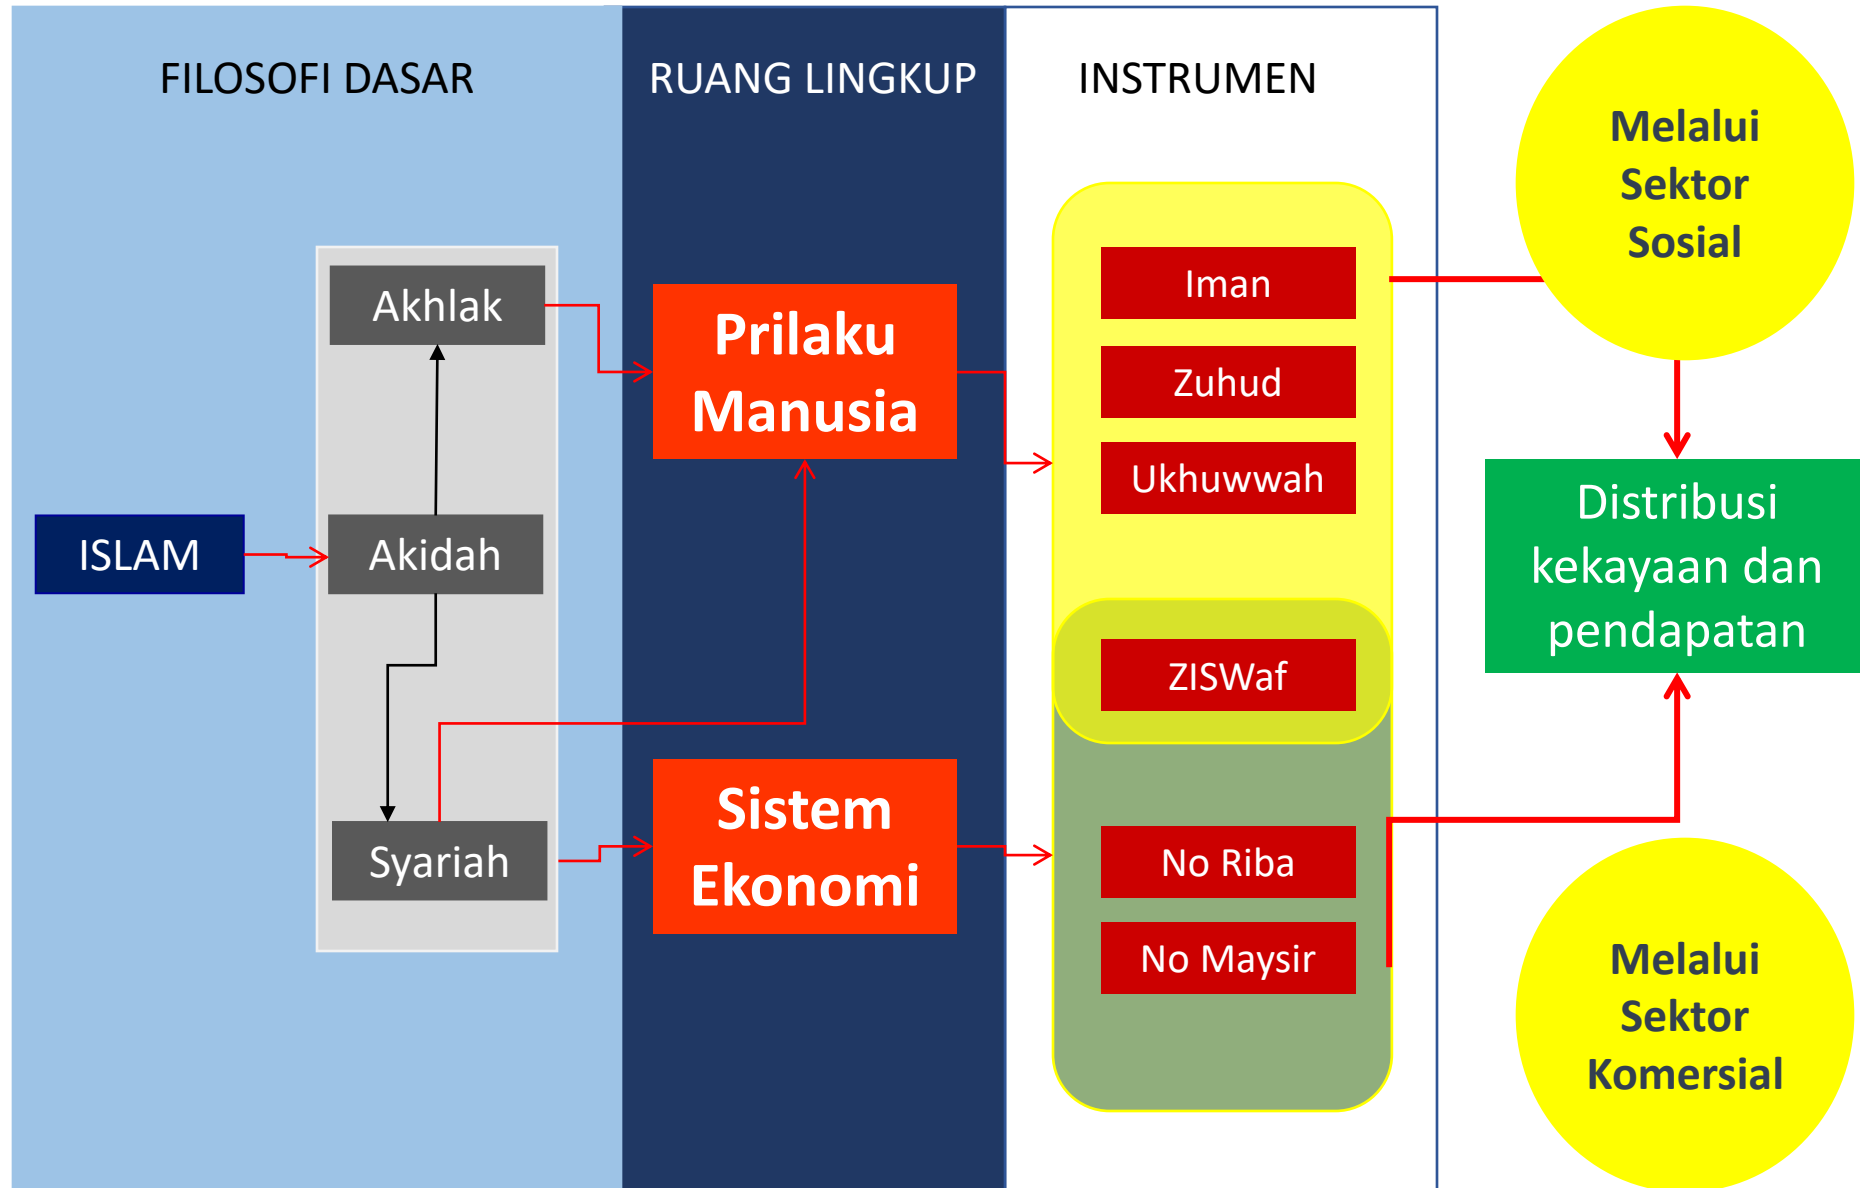 FILOSOFI DASAR
RUANG LINGKUP
INSTRUMEN
ISLAM
Akhlak
Akidah
Syariah
Prilaku
Manusia
Sistem
Ekonomi
Iman
Zuhud
Ukhuwwah
ZISWaf
No Riba
No Maysir
Melalui
Sektor
Sosial
Distribusi
kekayaan dan
pendapatan
Melalui
Sektor
Komersial